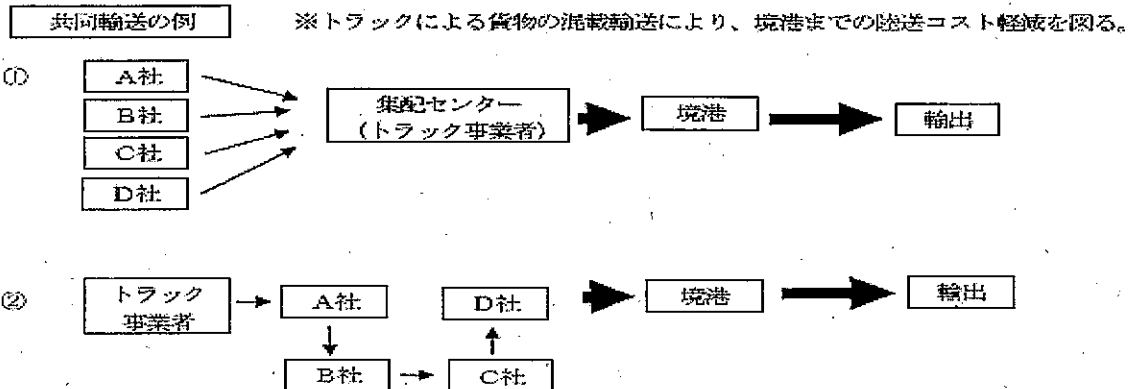 共同輸送の例
※トラックによる貨物の混載輸送により、境港までの陸送コスト軽減を図る。
①
A社
B社
C社
D社
集配センター
(トラック事業者)
境港
輸出
②
トラック
事業者
A社
B社
C社
D社
境港
輸出